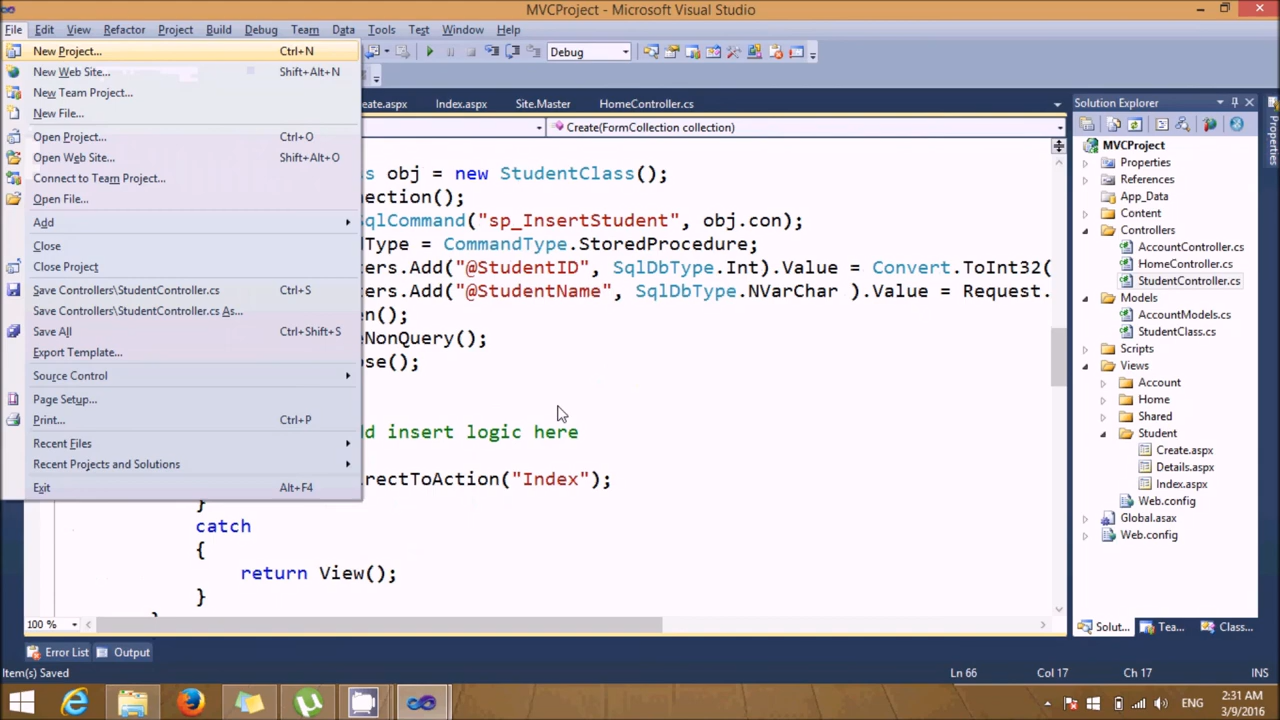 MVCProject - Microsoft Visual Studio
File Edit View Refactor Project Build Debug Team Data Tools Test Window Help
New Project... Ctrl+N
Debug
New Web Site... Shift+Alt+N
New Team Project...
New File...
Open Project... Ctrl+O
Open Web Site... Shift+Alt+O
Connect to Team Project...
Open File...
Add
Close
Close Project
Save Controllers\StudentController.cs Ctrl+S
Save Controllers\StudentController.cs As...
Save All Ctrl+Shift+S
Export Template...
Source Control
Page Setup...
Print... Ctrl+P
Recent Files
Recent Projects and Solutions
Exit Alt+F4
eate.aspx Index.aspx Site.Master HomeController.cs
Create(FormCollection collection)
s obj = new StudentClass();
nection();
SqlCommand("sp_InsertStudent", obj.con);
dType = CommandType.StoredProcedure;
ters.Add("@StudentID", SqlDbType.Int).Value = Convert.ToInt32(
ters.Add("@StudentName", SqlDbType.NVarChar ).Value = Request.
en();
eNonQuery();
ose();
d insert logic here
rectToAction("Index");
}
catch
{
return View();
}
100 %
Solution Explorer
Properties
MVCProject
Properties
References
App_Data
Content
Controllers
AccountController.cs
HomeController.cs
StudentController.cs
Models
AccountModels.cs
StudentClass.cs
Scripts
Views
Account
Home
Shared
Student
Create.aspx
Details.aspx
Index.aspx
Web.config
Global.asax
Web.config
Solut... Tea... Class...
Error List Output
Item(s) Saved Ln 66 Col 17 Ch 17 INS
ENG
2:31 AM
3/9/2016